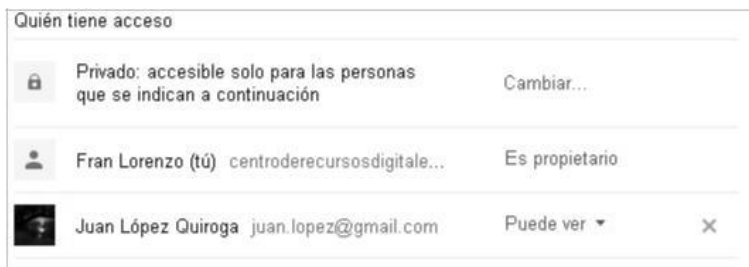 Quién tiene acceso
Privado: accesible solo para las personas
que se indican a continuación
Cambiar...
Fran Lorenzo (tú) centroderecursosdigitale... Es propietario
Juan López Quiroga juan.lopez@gmail.com Puede ver